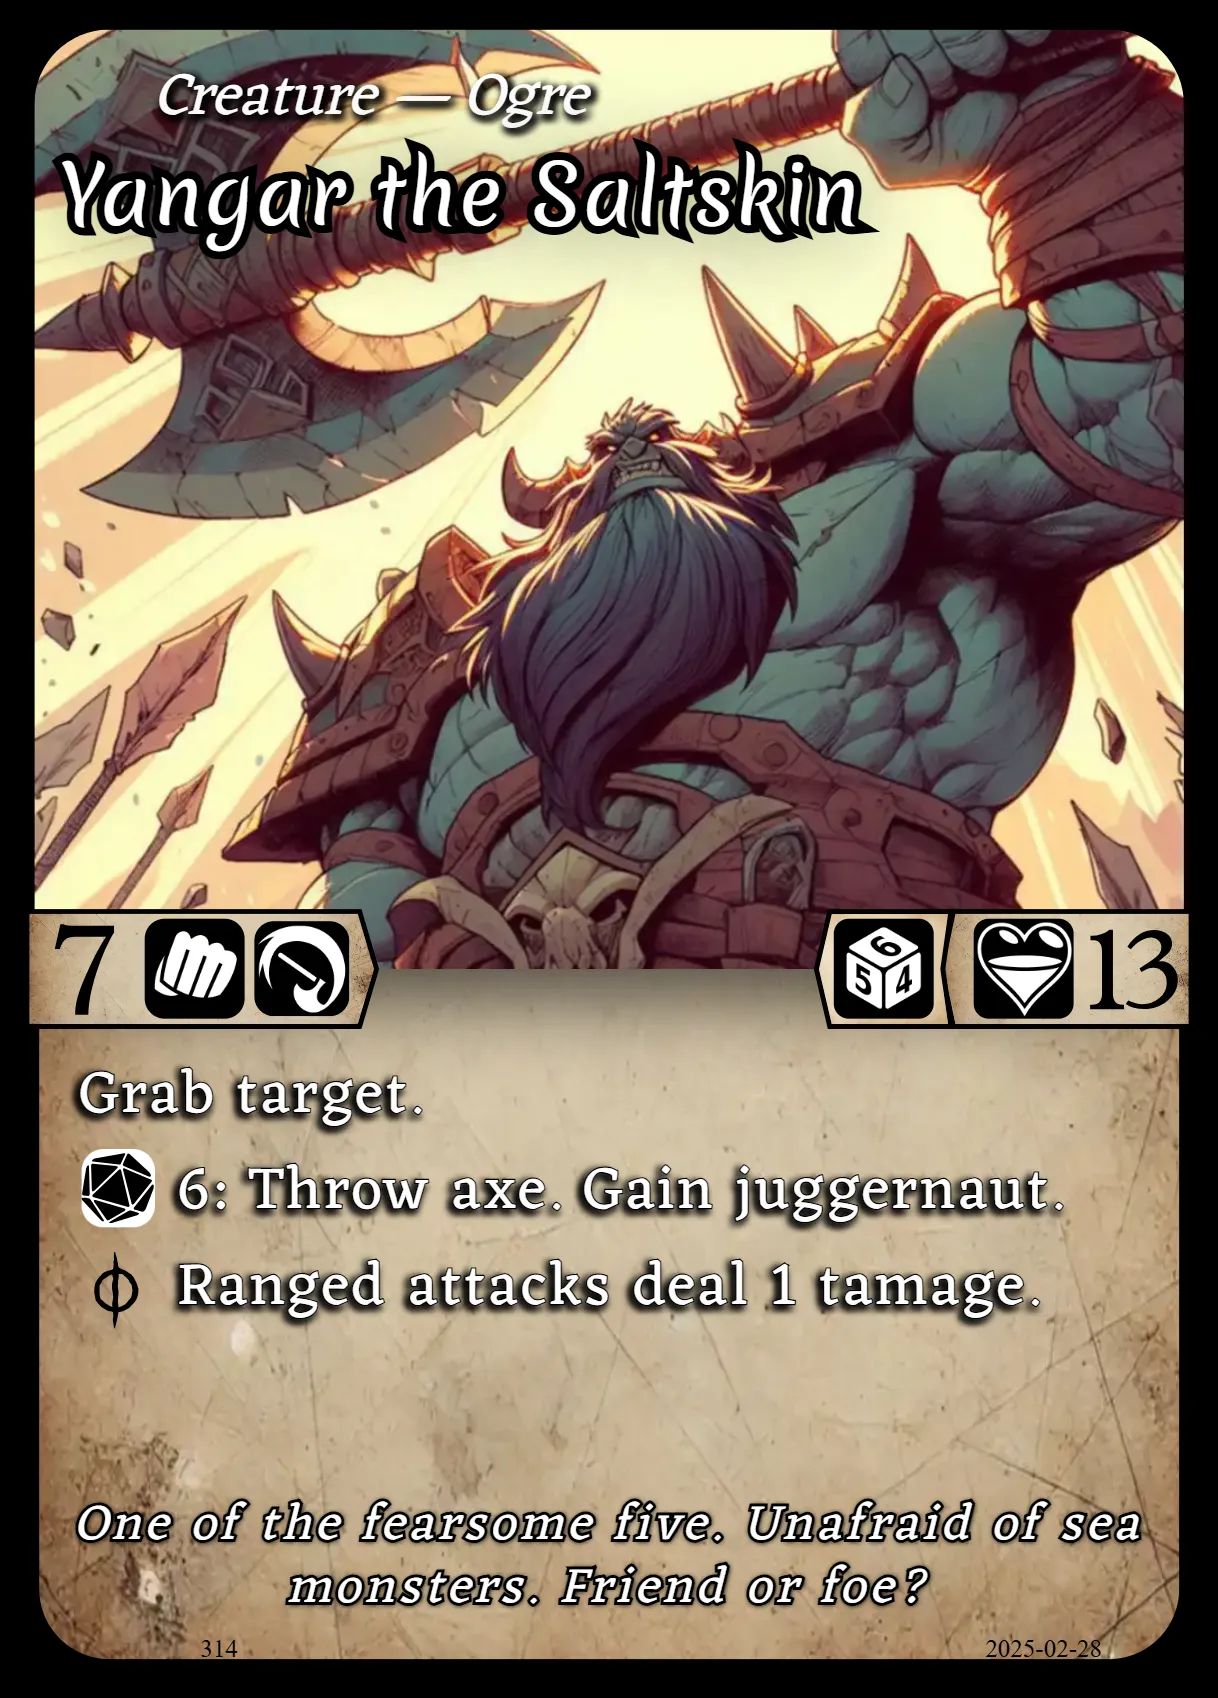 Creature — Ogre
Yangar the Saltskin
7
6
5 4
13
Grab target.
6: Throw axe. Gain juggernaut.
Ranged attacks deal 1 tamage.
One of the fearsome five. Unafraid of sea
monsters. Friend or foe?
314
2025-02-28